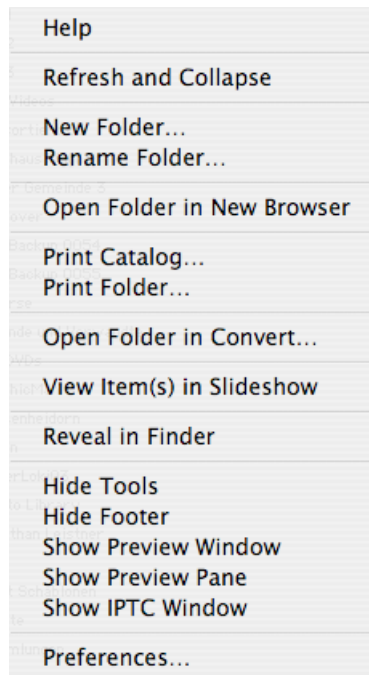 Help
Refresh and Collapse
New Folder...
Rename Folder...
Open Folder in New Browser
Print Catalog...
Print Folder...
Open Folder in Convert...
View Item(s) in Slideshow
Reveal in Finder
Hide Tools
Hide Footer
Show Preview Window
Show Preview Pane
Show IPTC Window
Preferences...